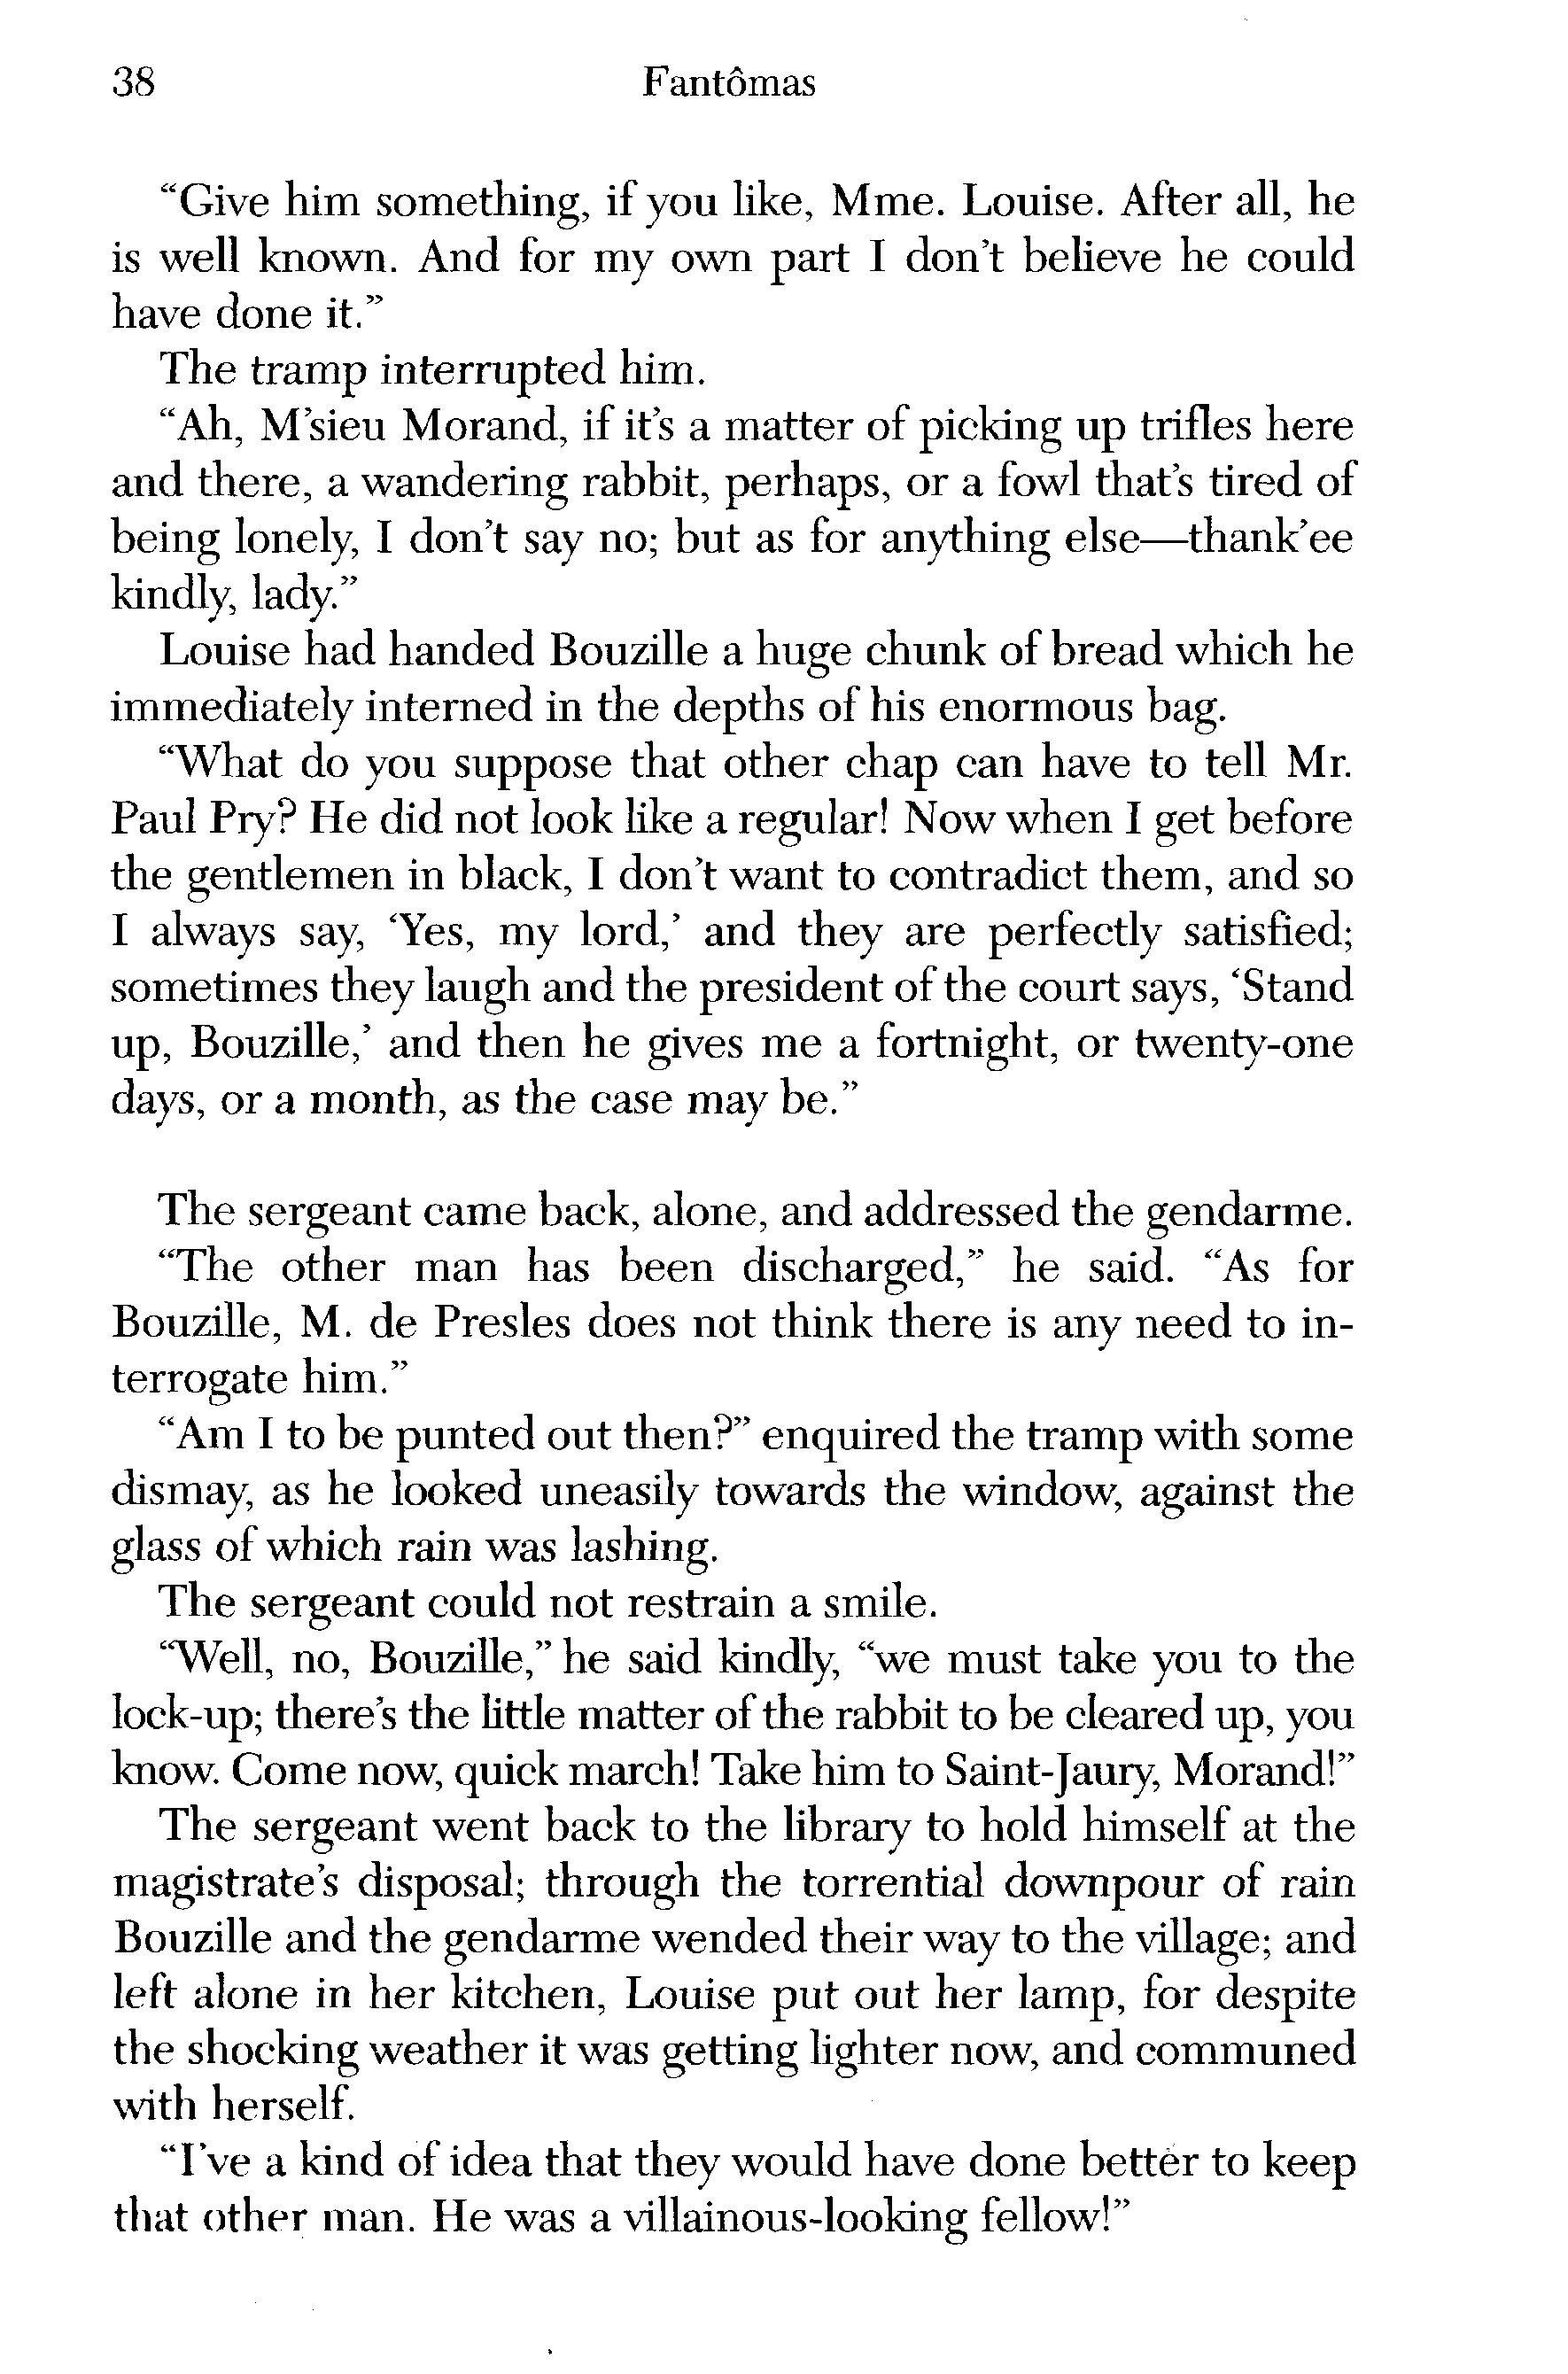 38 Fantômas
“Give him something, if you like, Mme. Louise. After all, he
is well known. And for my own part I don’t believe he could
have done it.”
The tramp interrupted him.
“Ah, M’sieu Morand, if it’s a matter of picking up trifles here
and there, a wandering rabbit, perhaps, or a fowl that’s tired of
being lonely, I don’t say no; but as for anything else—thank’ee
kindly, lady.”
Louise had handed Bouzille a huge chunk of bread which he
immediately interned in the depths of his enormous bag.
“What do you suppose that other chap can have to tell Mr.
Paul Pry? He did not look like a regular! Now when I get before
the gentlemen in black, I don’t want to contradict them, and so
I always say, ‘Yes, my lord,’ and they are perfectly satisfied;
sometimes they laugh and the president of the court says, ‘Stand
up, Bouzille,’ and then he gives me a fortnight, or twenty-one
days, or a month, as the case may be.”
The sergeant came back, alone, and addressed the gendarme.
“The other man has been discharged,” he said. “As for
Bouzille, M. de Presles does not think there is any need to in-
terrogate him.”
“Am I to be punted out then?” enquired the tramp with some
dismay, as he looked uneasily towards the window, against the
glass of which rain was lashing.
The sergeant could not restrain a smile.
“Well, no, Bouzille,” he said kindly, “we must take you to the
lock-up; there’s the little matter of the rabbit to be cleared up, you
know. Come now, quick march! Take him to Saint-Jaury, Morand!”
The sergeant went back to the library to hold himself at the
magistrate’s disposal; through the torrential downpour of rain
Bouzille and the gendarme wended their way to the village; and
left alone in her kitchen, Louise put out her lamp, for despite
the shocking weather it was getting lighter now, and communed
with herself.
“I’ve a kind of idea that they would have done better to keep
that other man. He was a villainous-looking fellow!”